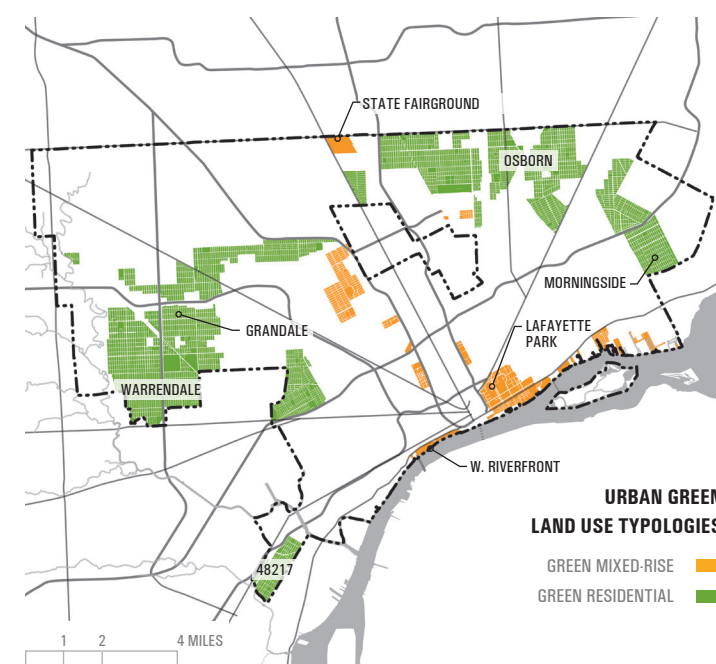 STATE FAIRGROUND
OSBORN
MORNINGSIDE
GRANDALE
LAFAYETTE
PARK
WARRENDALE
W. RIVERFRONT
URBAN GREEN
LAND USE TYPOLOGIES
48217
GREEN MIXED-RISE
GREEN RESIDENTIAL
1 2 4 MILES